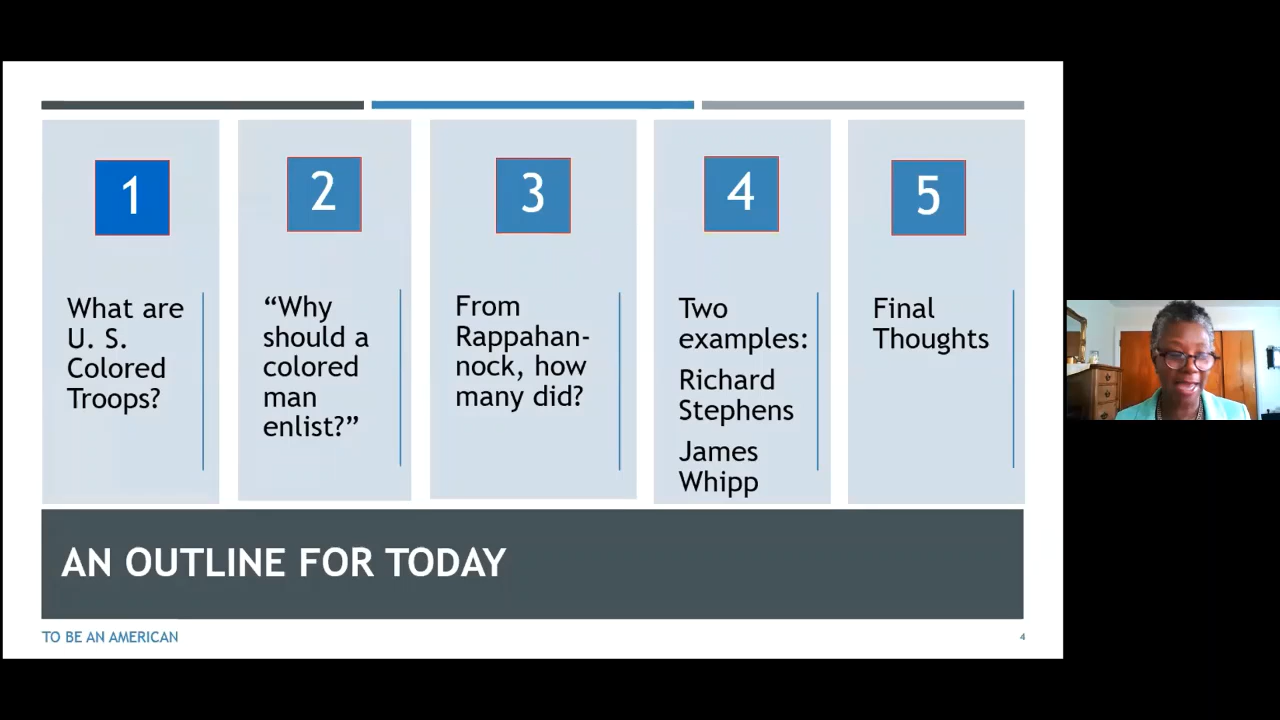 1
What are
U. S.
Colored
Troops?
2
“Why
should a
colored
man
enlist?”
3
From
Rappahan-
nock, how
many did?
4
Two
examples:
Richard
Stephens
James
Whipp
5
Final
Thoughts
AN OUTLINE FOR TODAY
TO BE AN AMERICAN
4